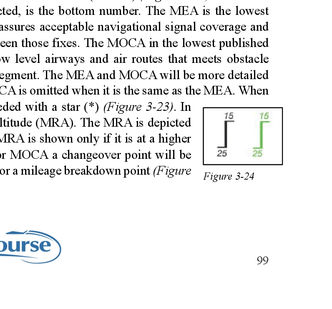 cted, is the bottom number. The MEA is the lowest
assures acceptable navigational signal coverage and
een those fixes. The MOCA in the lowest published
w level airways and air routes that meets obstacle
egment. The MEA and MOCA will be more detailed
CA is omitted when it is the same as the MEA. When
eded with a star (*) (Figure 3-23). In
ltitude (MRA). The MRA is depicted
MRA is shown only if it is at a higher
or MOCA a changeover point will be
or a mileage breakdown point (Figure
15 15
25 25
Figure 3-24
ourse
99